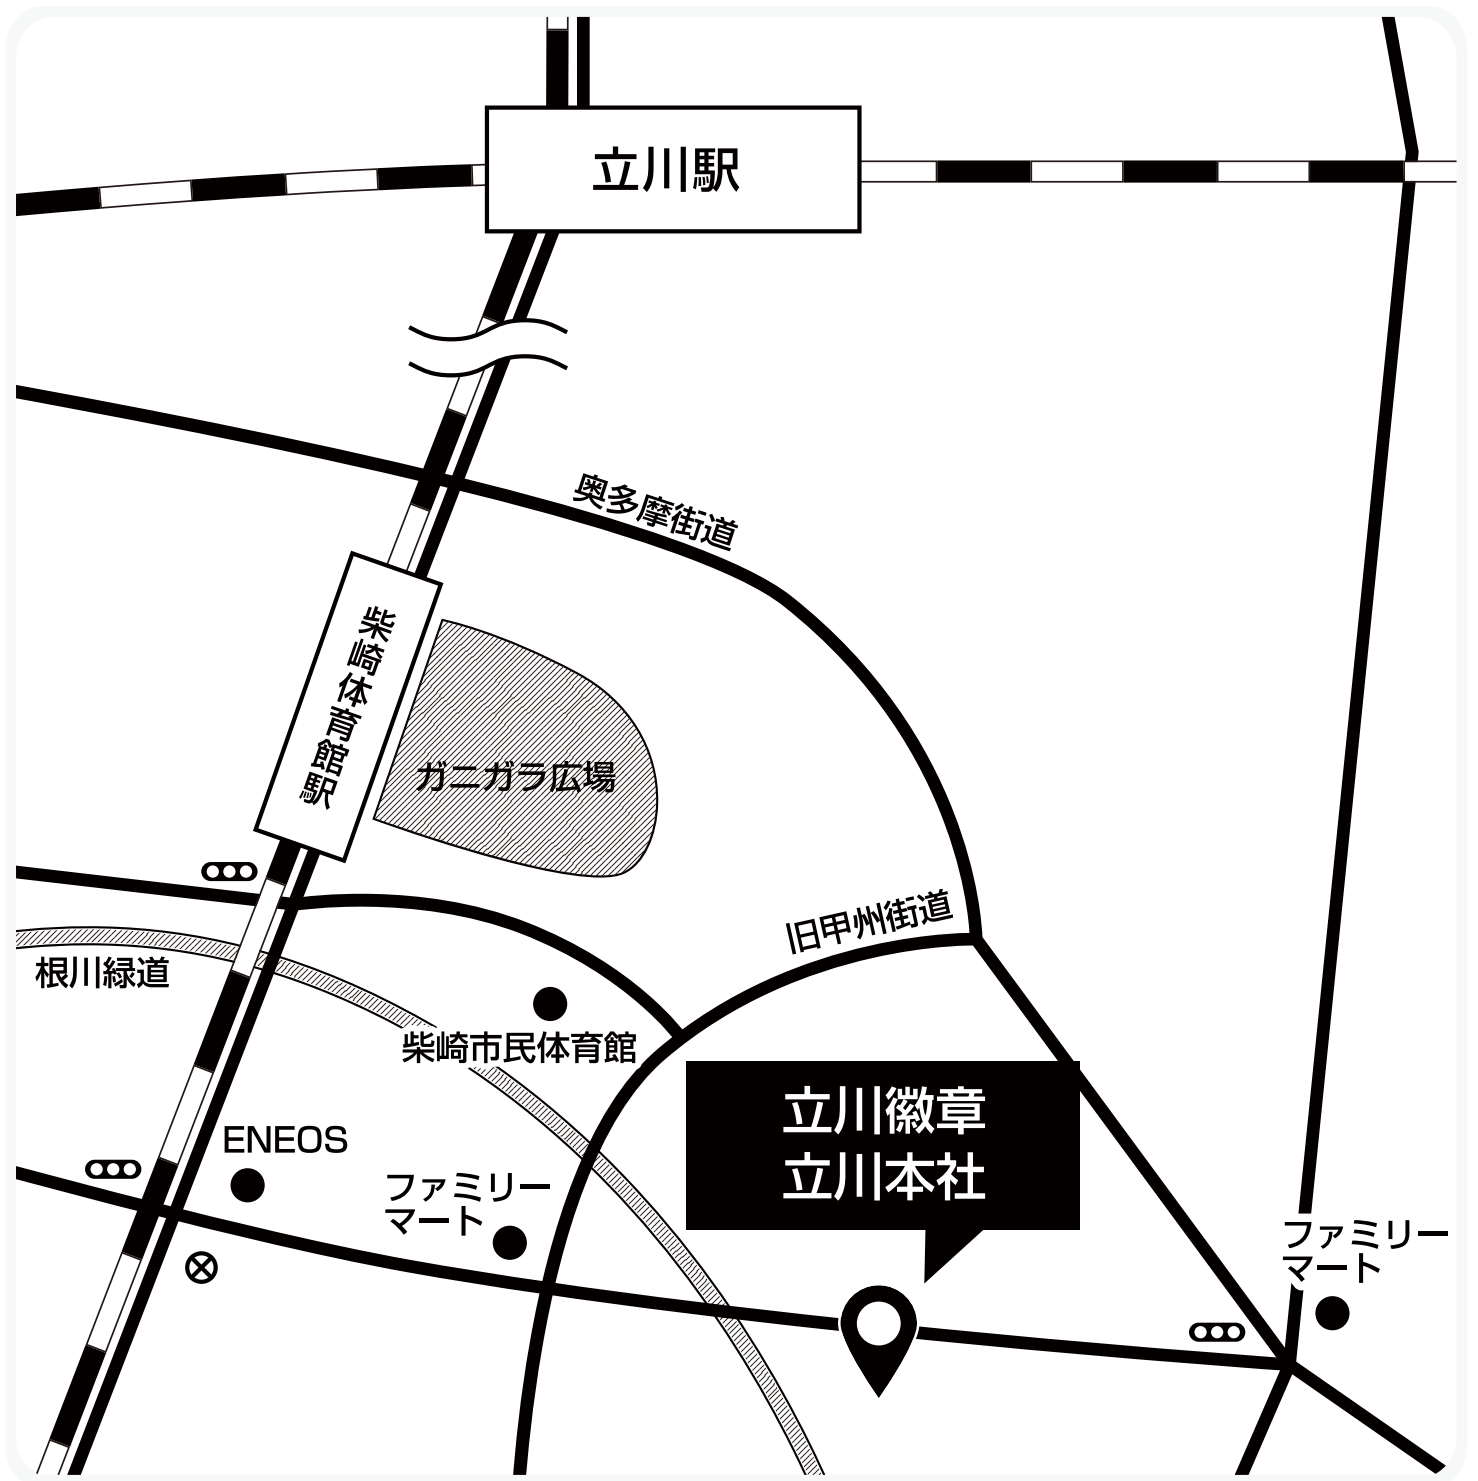 立川駅
奥多摩街道
柴崎体育館駅
ガニガラ広場
旧甲州街道
根川緑道
柴崎市民体育館
立川徽章
立川本社
ENEOS
ファミリー
マート
ファミリー
マート